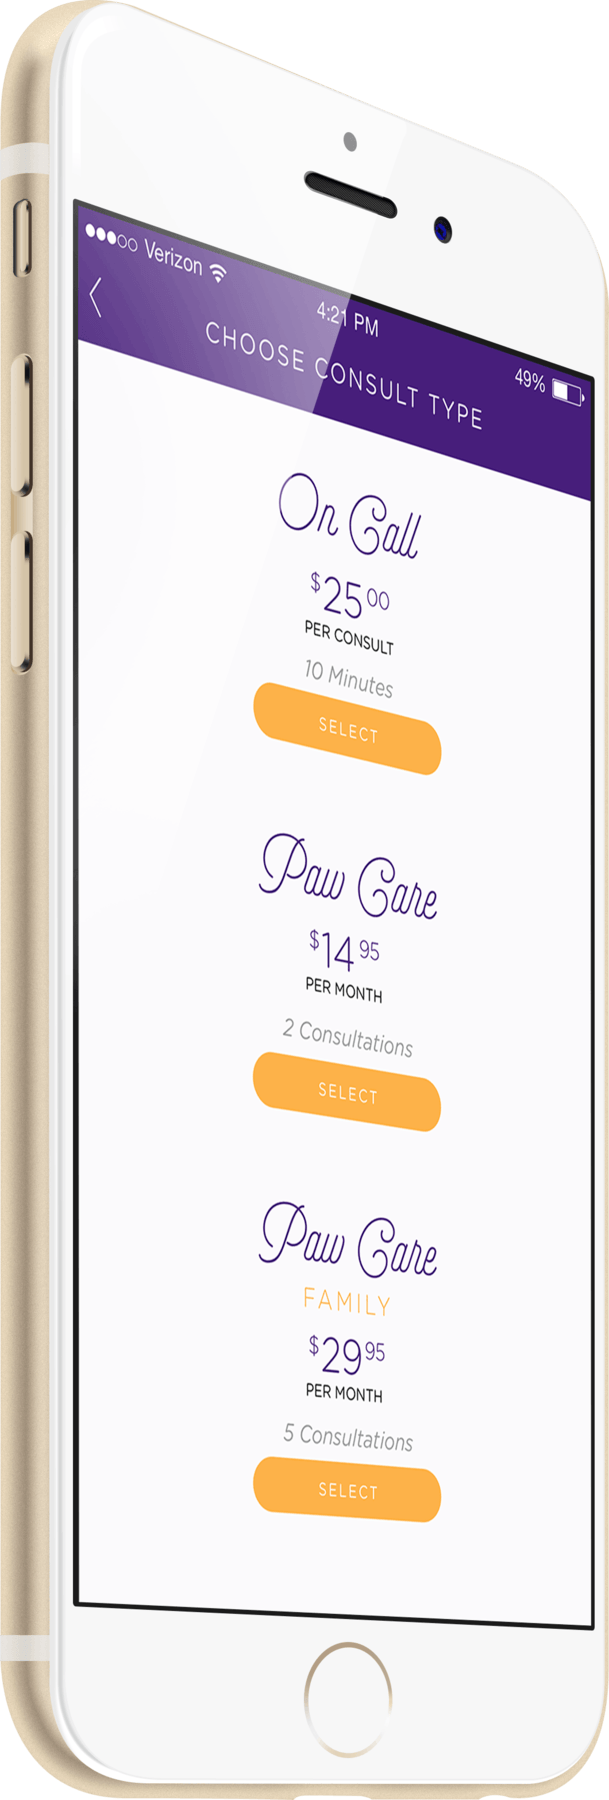 Verizon
4:21 PM
49%
CHOOSE CONSULT TYPE
On Call
$25 00
PER CONSULT
10 Minutes
SELECT
Paw Care
$14 95
PER MONTH
2 Consultations
SELECT
Paw Care
FAMILY
$29 95
PER MONTH
5 Consultations
SELECT